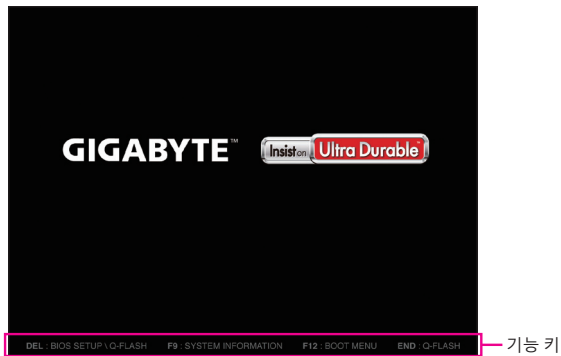 GIGABYTE™
Insist on Ultra Durable™
DEL : BIOS SETUP \ Q-FLASH F9 : SYSTEM INFORMATION F12 : BOOT MENU END : Q-FLASH
기능 키